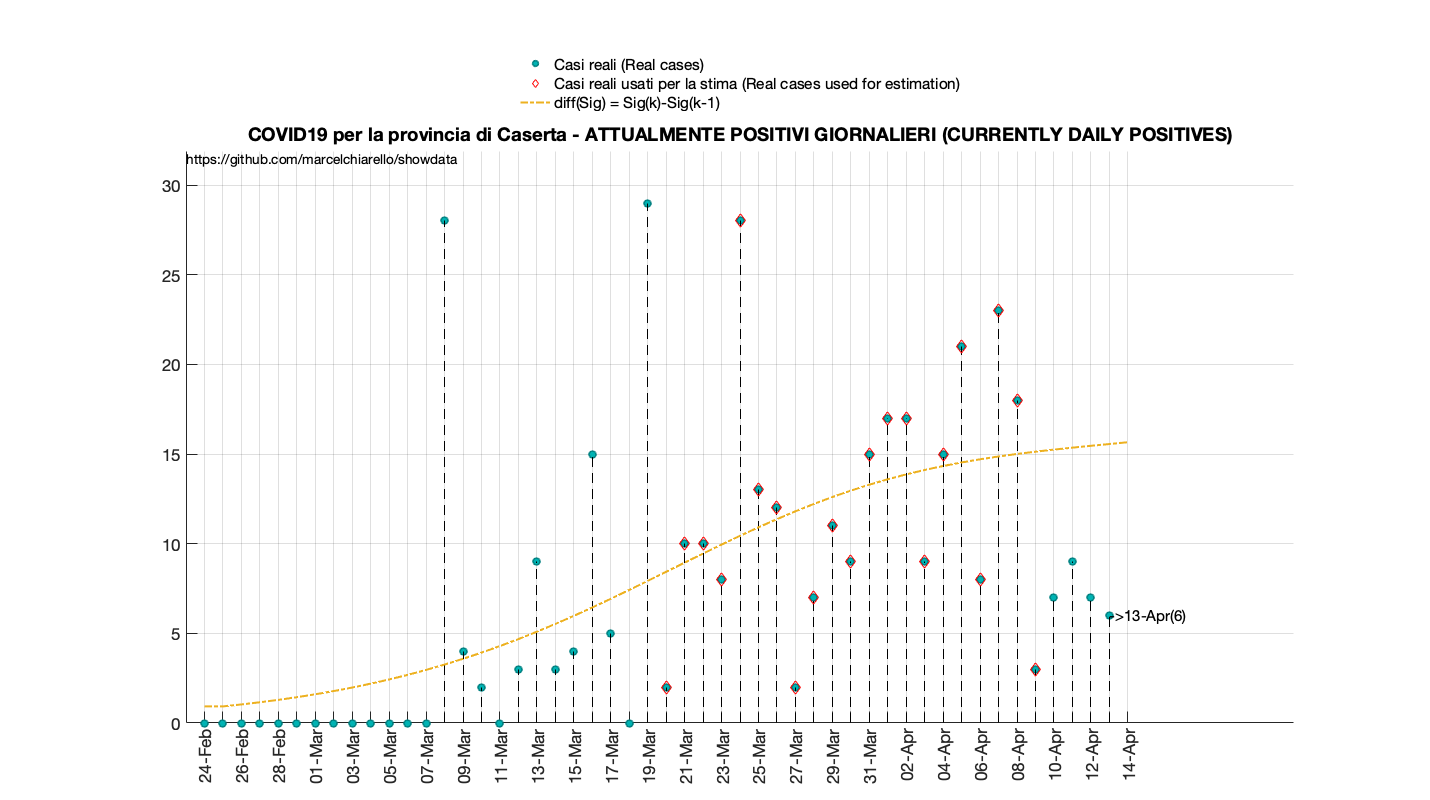 Casi reali (Real cases)
Casi reali usati per la stima (Real cases used for estimation)
diff(Sig) = Sig(k)-Sig(k-1)
COVID19 per la provincia di Caserta - ATTUALMENTE POSITIVI GIORNALIERI (CURRENTLY DAILY POSITIVES)
https://github.com/marcelchiarello/showdata
30
25
20
15
10
5
0
->13-Apr(6)
24-Feb
26-Feb
28-Feb
01-Mar
03-Mar
05-Mar
07-Mar
09-Mar
11-Mar
13-Mar
15-Mar
17-Mar
19-Mar
21-Mar
23-Mar
25-Mar
27-Mar
29-Mar
31-Mar
02-Apr
04-Apr
06-Apr
08-Apr
10-Apr
12-Apr
14-Apr